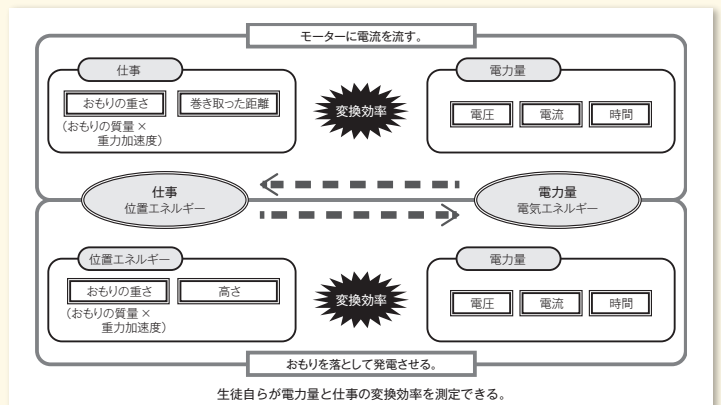 モーターに電流を流す。
仕事
おもりの重さ
巻き取った距離
(おもりの質量×
重力加速度)
変換効率
電力量
電圧
電流
時間
仕事
位置エネルギー
電力量
電気エネルギー
位置エネルギー
おもりの重さ
高さ
(おもりの質量×
重力加速度)
変換効率
電力量
電圧
電流
時間
おもりを落として発電させる。
生徒自らが電力量と仕事の変換効率を測定できる。